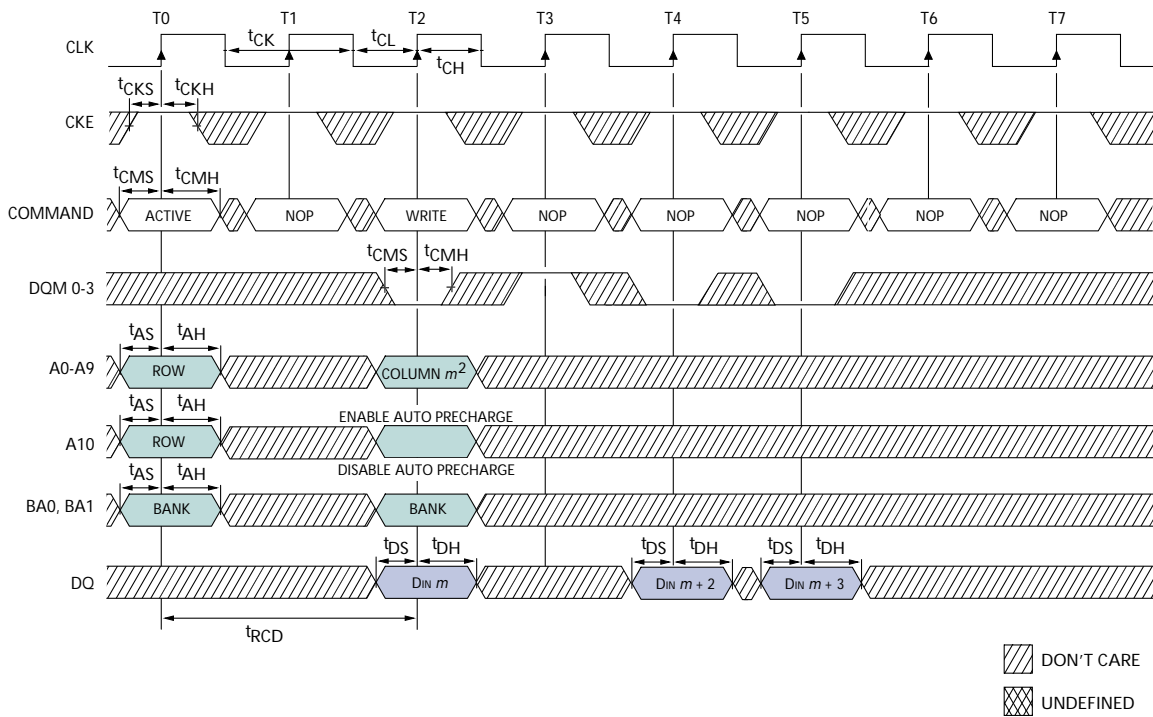 T0 T1 T2 T3 T4 T5 T6 T7
CLK tCK tCL tCH
tCKS tCKH
CKE
tCMS tCMH
COMMAND ACTIVE NOP WRITE NOP NOP NOP NOP NOP
tCMS tCMH
DQM 0-3
tAS tAH
A0-A9 ROW COLUMN m2
tAS tAH ENABLE AUTO PRECHARGE
A10 ROW
tAS tAH DISABLE AUTO PRECHARGE
BA0, BA1 BANK BANK
tDS tDH tDS tDH tDS tDH
DQ DIN m DIN m + 2 DIN m + 3
tRCD
DON'T CARE
UNDEFINED